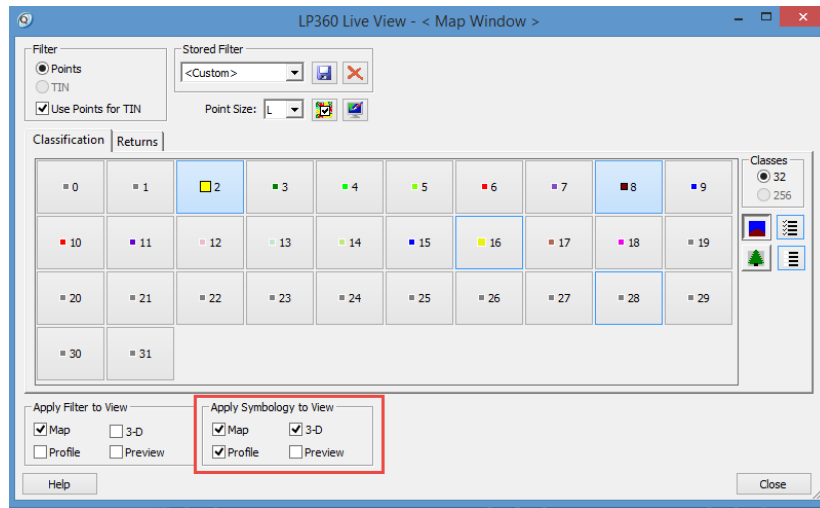 LP360 Live View - < Map Window >
Filter
Points
TIN
Use Points for TIN
Stored Filter
<Custom>
Point Size: L
Classification Returns
0 1 2 3 4 5 6 7 8 9
10 11 12 13 14 15 16 17 18 19
20 21 22 23 24 25 26 27 28 29
30 31
Classes
32
256
Apply Filter to View
Map 3-D
Profile Preview
Apply Symbology to View
Map 3-D
Profile Preview
Help Close